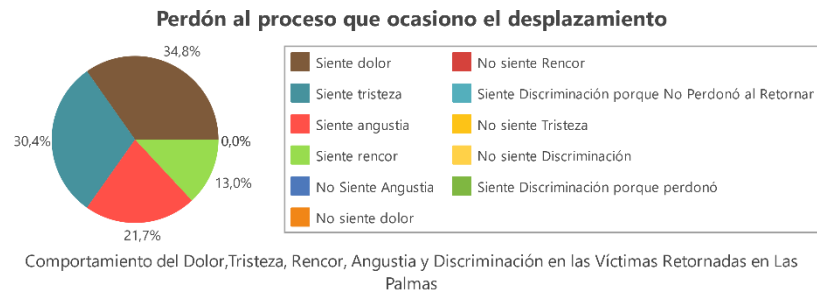 Perdón al proceso que ocasiono el desplazamiento
34,8%
30,4%
21,7%
13,0%
0,0%
Siente dolor
Siente tristeza
Siente angustia
Siente rencor
No Siente Angustia
No siente dolor
No siente Rencor
Siente Discriminación porque No Perdonó al Retornar
No siente Tristeza
No siente Discriminación
Siente Discriminación porque perdonó
Comportamiento del Dolor,Tristeza, Rencor, Angustia y Discriminación en las Víctimas Retornadas en Las
Palmas